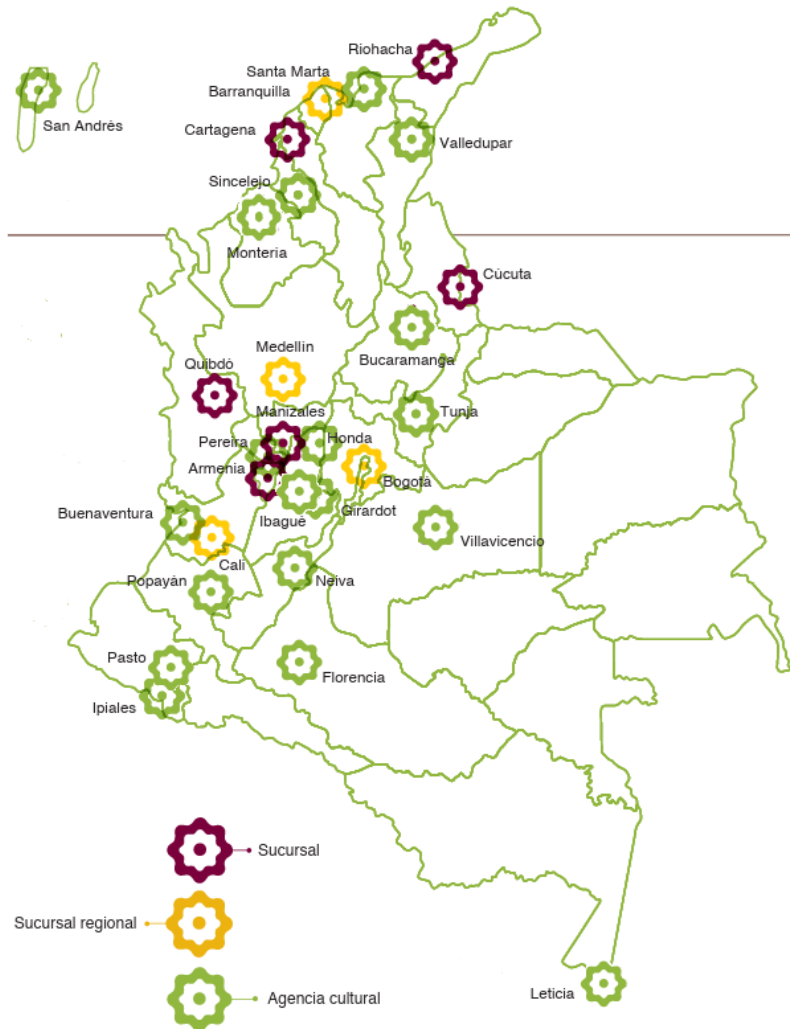 Riohacha
Santa Marta
Barranquilla
San Andrés
Cartagena
Valledupar
Sincelejo
Montería
Cúcuta
Medellín
Bucaramanga
Quibdó
Manizales
Tunja
Pereira
Honda
Armenia
Bogotá
Buenaventura
Ibagué
Girardot
Villavicencio
Cali
Popayán
Neiva
Pasto
Florencia
Ipiales
Sucursal
Sucursal regional
Agencia cultural
Leticia